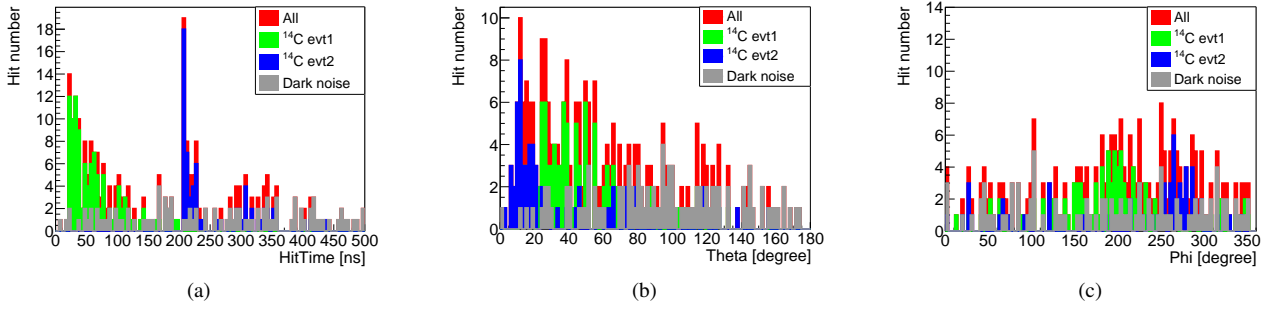 Hit number
18
16
14
12
10
8
6
4
2
0
All
¹⁴C evt1
¹⁴C evt2
Dark noise
0 50 100 150 200 250 300 350 400 450 500
HitTime [ns]
(a)
Hit number
10
8
6
4
2
0
All
¹⁴C evt1
¹⁴C evt2
Dark noise
0 20 40 60 80 100 120 140 160 180
Theta [degree]
(b)
Hit number
14
12
10
8
6
4
2
0
All
¹⁴C evt1
¹⁴C evt2
Dark noise
0 50 100 150 200 250 300 350
Phi [degree]
(c)